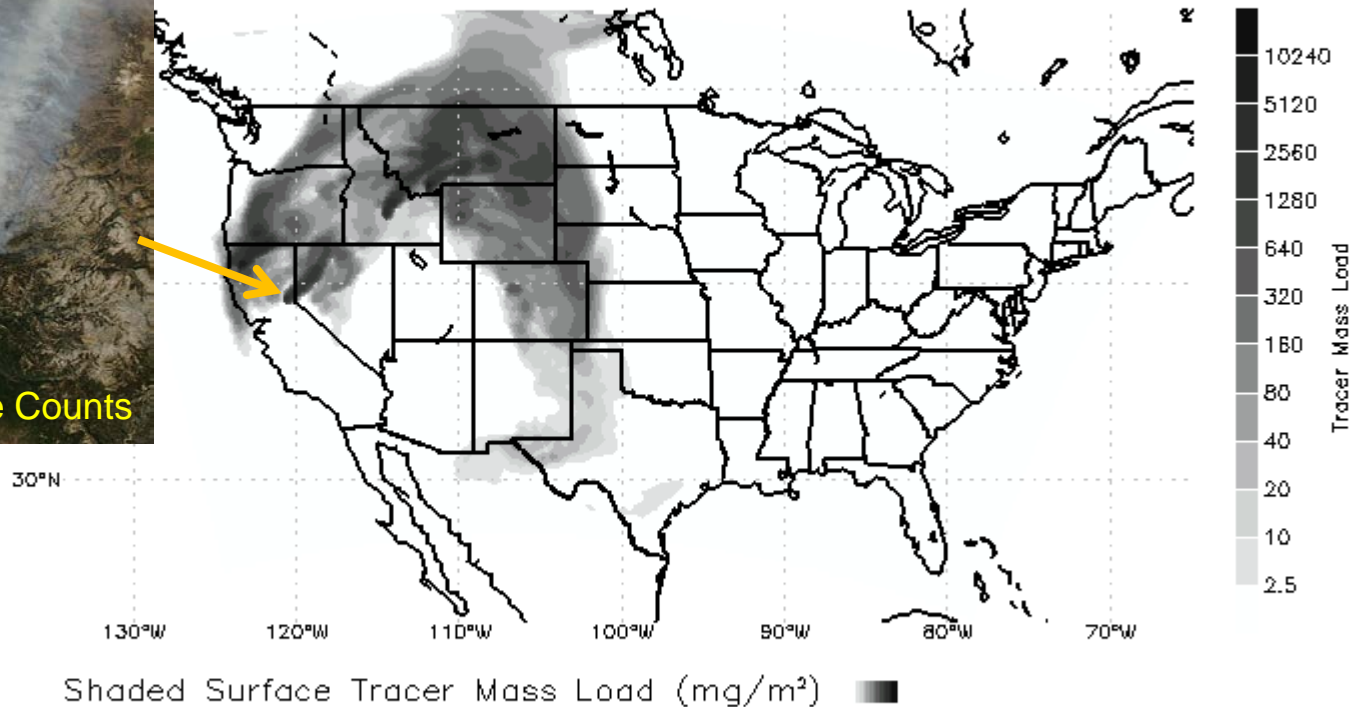 10240
5120
2560
1280
640
320
160
80
40
20
10
2.5
Tracer Mass Load
Counts
30°N
130°W
120°W
110°W
100°W
90°W
80°W
70°W
Shaded Surface Tracer Mass Load (mg/m²)